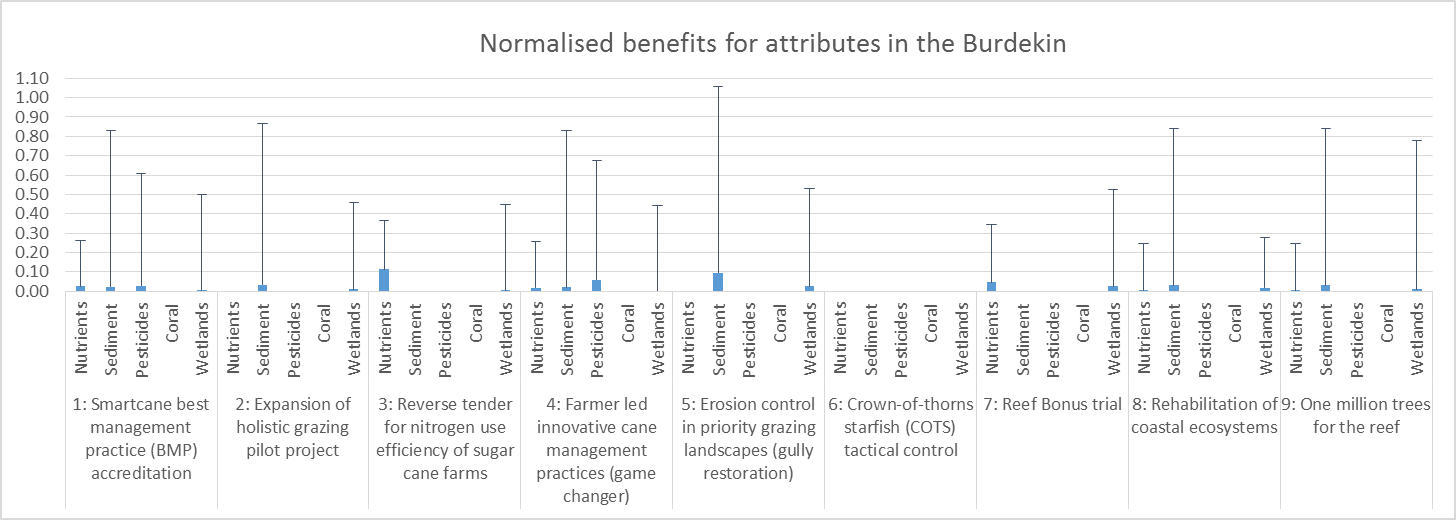 Normalised benefits for attributes in the Burdekin
1.10
1.00
0.90
0.80
0.70
0.60
0.50
0.40
0.30
0.20
0.10
0.00
Nutrients
Sediment
Pesticides
Coral
Wetlands
Nutrients
Sediment
Pesticides
Coral
Wetlands
Nutrients
Sediment
Pesticides
Coral
Wetlands
Nutrients
Sediment
Pesticides
Coral
Wetlands
Nutrients
Sediment
Pesticides
Coral
Wetlands
Nutrients
Sediment
Pesticides
Coral
Wetlands
Nutrients
Sediment
Pesticides
Coral
Wetlands
Nutrients
Sediment
Pesticides
Coral
Wetlands
Nutrients
Sediment
Pesticides
Coral
Wetlands
1: Smartcane best
management
practice (BMP)
accreditation
2: Expansion of
holistic grazing
pilot project
3: Reverse tender
for nitrogen use
efficiency of sugar
cane farms
4: Farmer led
innovative cane
management
practices (game
changer)
5: Erosion control
in priority grazing
landscapes (gully
restoration)
6: Crown-of-thorns
starfish (COTS)
tactical control
7: Reef Bonus trial
8: Rehabilitation of
coastal ecosystems
9: One million trees
for the reef